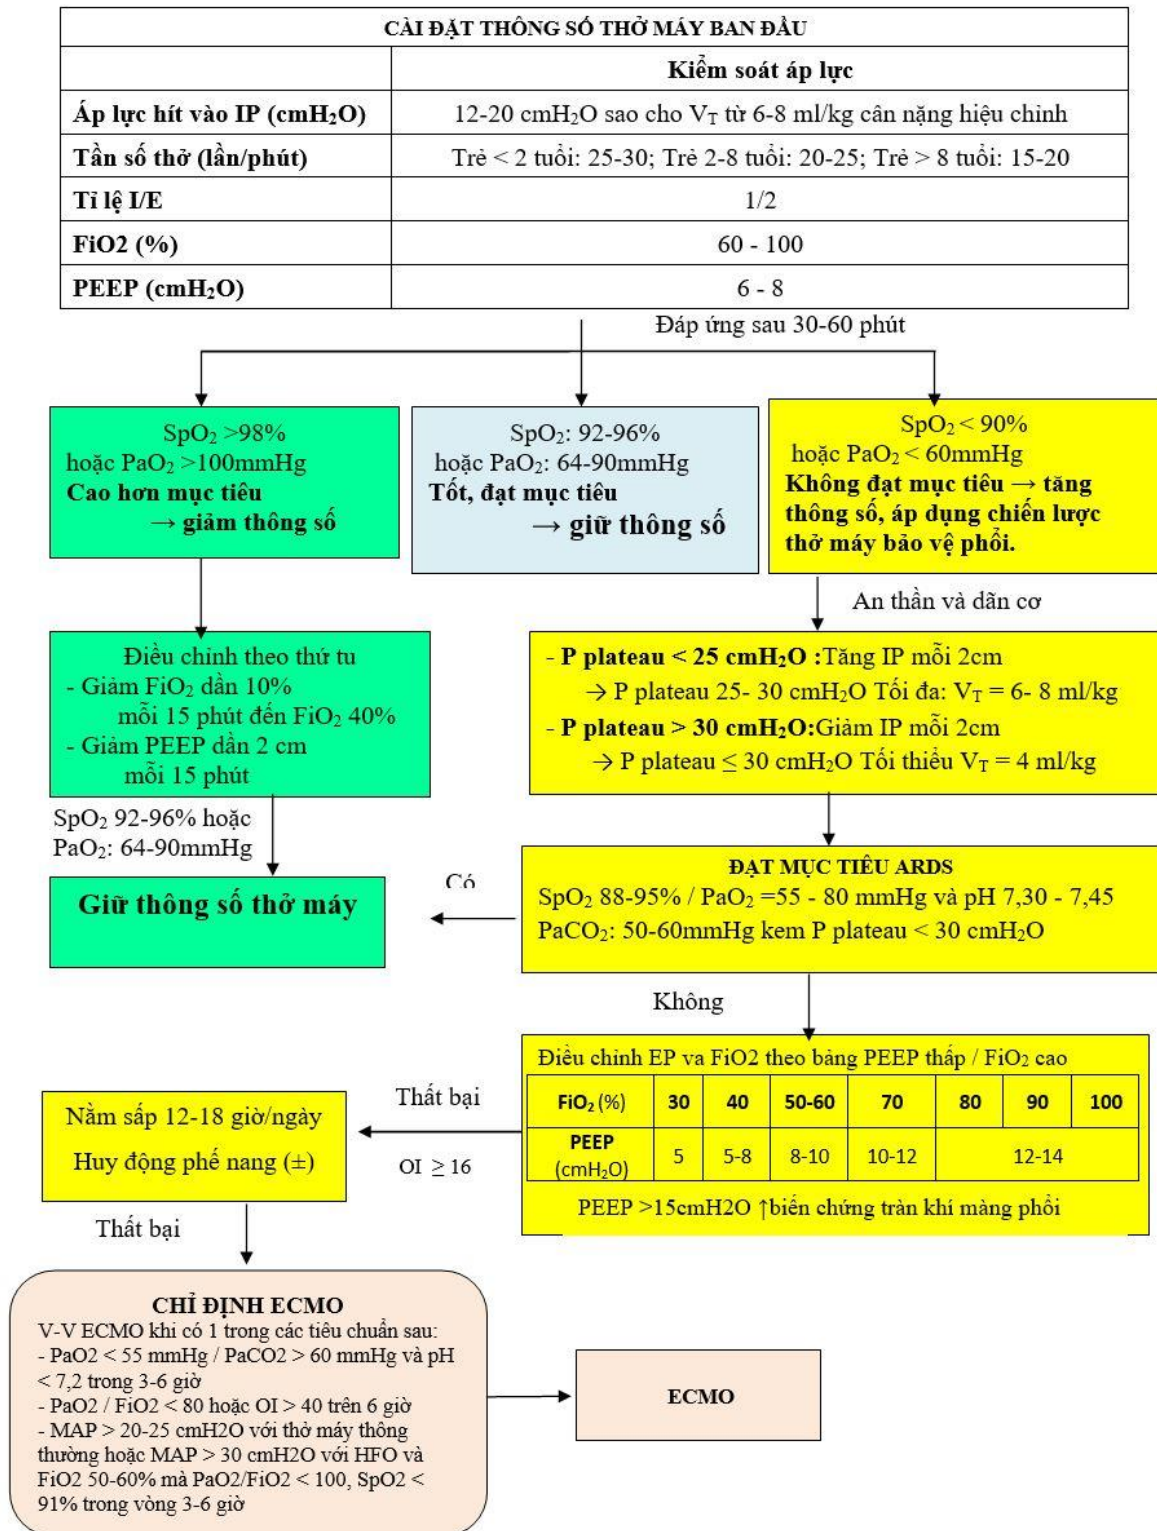 CÀI ĐẶT THÔNG SỐ THỞ MÁY BAN ĐẦU
Kiểm soát áp lực
Áp lực hít vào IP (cmH₂O) 12-20 cmH₂O sao cho V_T từ 6-8 ml/kg cân nặng hiệu chỉnh
Tần số thở (lần/phút) Trẻ < 2 tuổi: 25-30; Trẻ 2-8 tuổi: 20-25; Trẻ > 8 tuổi: 15-20
Tỉ lệ I/E 1/2
FiO2 (%) 60 - 100
PEEP (cmH₂O) 6 - 8
Đáp ứng sau 30-60 phút
SpO₂ >98%
hoặc PaO₂ >100mmHg
Cao hơn mục tiêu
→ giảm thông số
SpO₂: 92-96%
hoặc PaO₂: 64-90mmHg
Tốt, đạt mục tiêu
→ giữ thông số
SpO₂ < 90%
hoặc PaO₂ < 60mmHg
Không đạt mục tiêu → tăng
thông số, áp dụng chiến lược
thở máy bảo vệ phổi.
An thần và dãn cơ
Điều chỉnh theo thứ tu
- Giảm FiO₂ dần 10%
mỗi 15 phút đến FiO₂ 40%
- Giảm PEEP dần 2 cm
mỗi 15 phút
- P plateau < 25 cmH₂O :Tăng IP mỗi 2cm
→ P plateau 25- 30 cmH₂O Tối đa: V_T = 6- 8 ml/kg
- P plateau > 30 cmH₂O:Giảm IP mỗi 2cm
→ P plateau ≤ 30 cmH₂O Tối thiểu V_T = 4 ml/kg
SpO₂ 92-96% hoặc
PaO₂: 64-90mmHg
Giữ thông số thở máy
Có
ĐẠT MỤC TIÊU ARDS
SpO₂ 88-95% / PaO₂ =55 - 80 mmHg và pH 7,30 - 7,45
PaCO₂: 50-60mmHg kem P plateau < 30 cmH₂O
Không
Điều chỉnh EP va FiO2 theo bảng PEEP thấp / FiO₂ cao
FiO₂ (%) 30 40 50-60 70 80 90 100
PEEP
(cmH₂O) 5 5-8 8-10 10-12 12-14
PEEP >15cmH2O ↑biến chứng tràn khí màng phổi
Thất bại
OI ≥ 16
Nằm sấp 12-18 giờ/ngày
Huy động phế nang (±)
Thất bại
CHỈ ĐỊNH ECMO
V-V ECMO khi có 1 trong các tiêu chuẩn sau:
- PaO2 < 55 mmHg / PaCO2 > 60 mmHg và pH
< 7,2 trong 3-6 giờ
- PaO2 / FiO2 < 80 hoặc OI > 40 trên 6 giờ
- MAP > 20-25 cmH2O với thở máy thông
thường hoặc MAP > 30 cmH2O với HFO và
FiO2 50-60% mà PaO2/FiO2 < 100, SpO2 <
91% trong vòng 3-6 giờ
ECMO